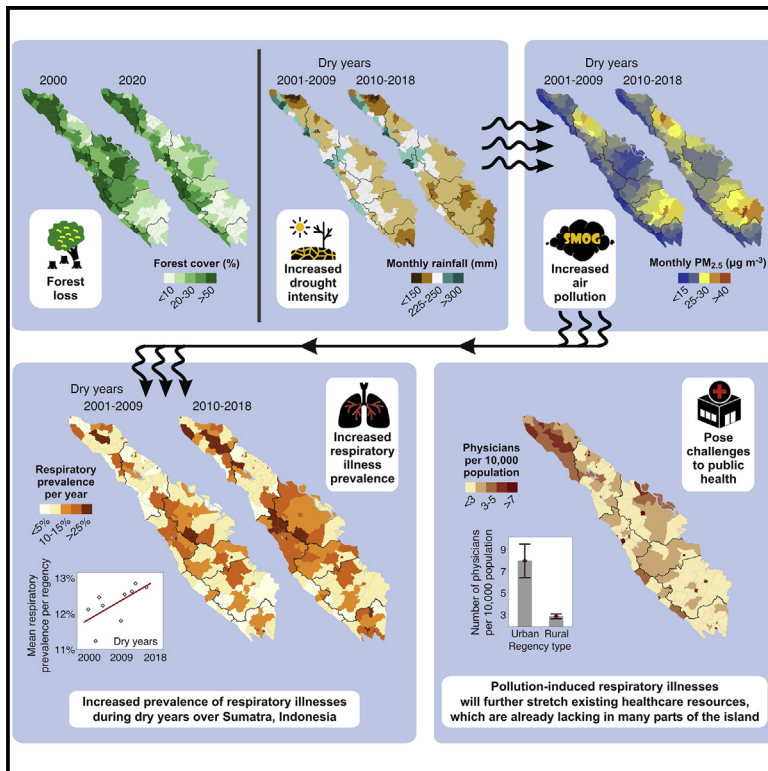 2000
2020
Forest
loss
Forest cover (%)
<10
20-30
>50
Dry years
2001-2009
2010-2018
Increased
drought
intensity
Monthly rainfall (mm)
<150
225-250
>300
Dry years
2001-2009
2010-2018
SMOG
Increased
air
pollution
Monthly PM2.5 (µg m-3)
<15
25-30
>40
Dry years
2001-2009
2010-2018
Increased
respiratory
illness
prevalence
Respiratory
prevalence
per year
<5%
10-15%
>25%
Mean respiratory
prevalence per regency
13%
12%
11%
Dry years
2000
2009
2018
Increased prevalence of respiratory illnesses
during dry years over Sumatra, Indonesia
Pose
challenges
to public
health
Physicians
per 10,000
population
<3
3-5
>7
Number of physicians
per 10,000 population
9
7
5
3
Urban
Rural
Regency type
Pollution-induced respiratory illnesses
will further stretch existing healthcare resources,
which are already lacking in many parts of the island